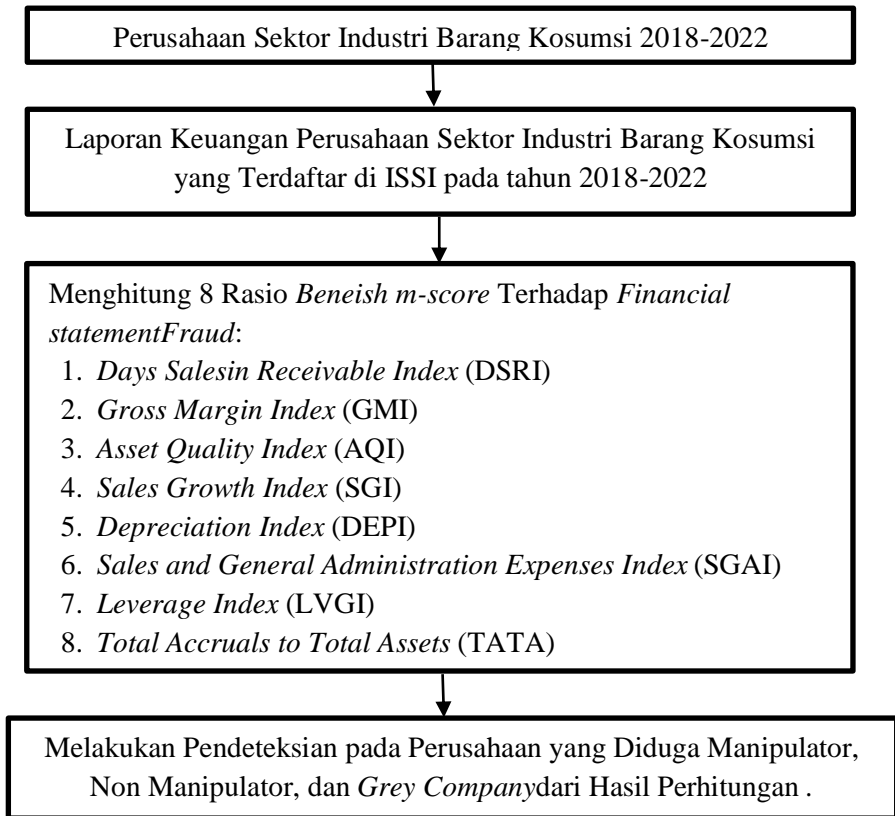 Perusahaan Sektor Industri Barang Kosumsi 2018-2022
Laporan Keuangan Perusahaan Sektor Industri Barang Kosumsi
yang Terdaftar di ISSI pada tahun 2018-2022
Menghitung 8 Rasio Beneish m-score Terhadap Financial
statementFraud:
1. Days Salesin Receivable Index (DSRI)
2. Gross Margin Index (GMI)
3. Asset Quality Index (AQI)
4. Sales Growth Index (SGI)
5. Depreciation Index (DEPI)
6. Sales and General Administration Expenses Index (SGAI)
7. Leverage Index (LVGI)
8. Total Accruals to Total Assets (TATA)
Melakukan Pendeteksian pada Perusahaan yang Diduga Manipulator,
Non Manipulator, dan Grey Companydari Hasil Perhitungan .